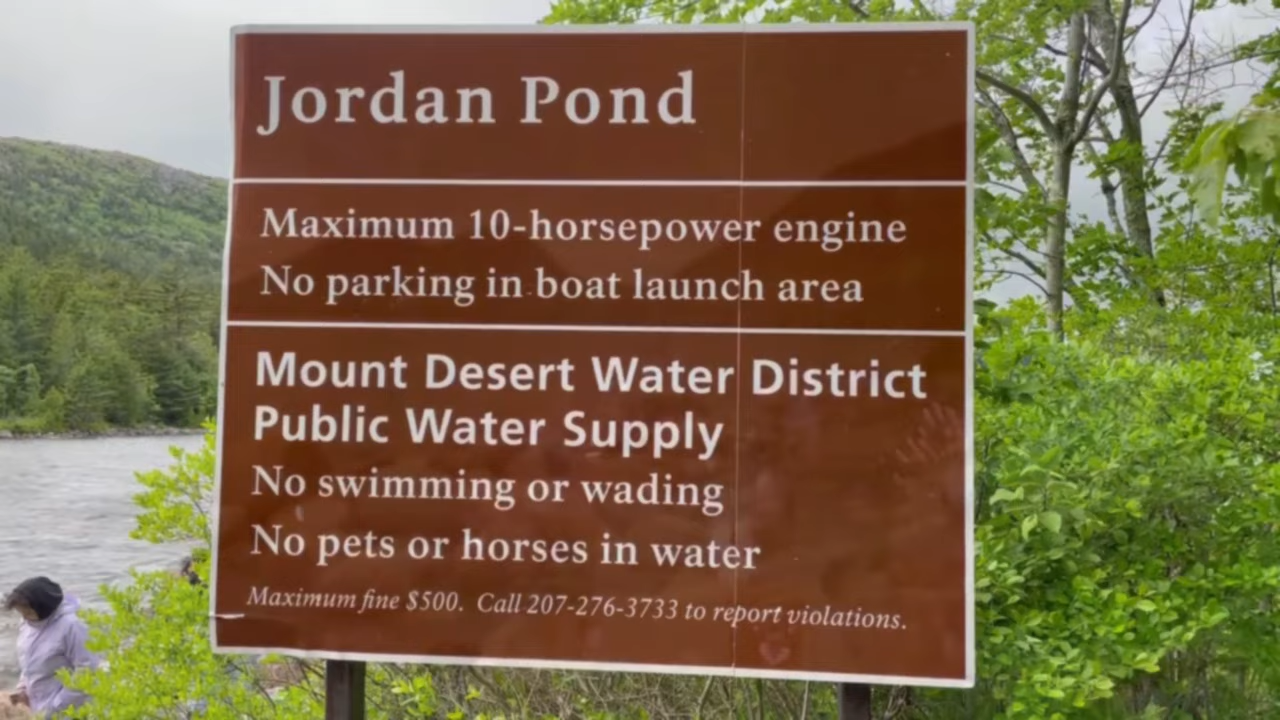 Jordan Pond
Maximum 10-horsepower engine
No parking in boat launch area
Mount Desert Water District
Public Water Supply
No swimming or wading
No pets or horses in water
Maximum fine $500. Call 207-276-3733 to report violations.